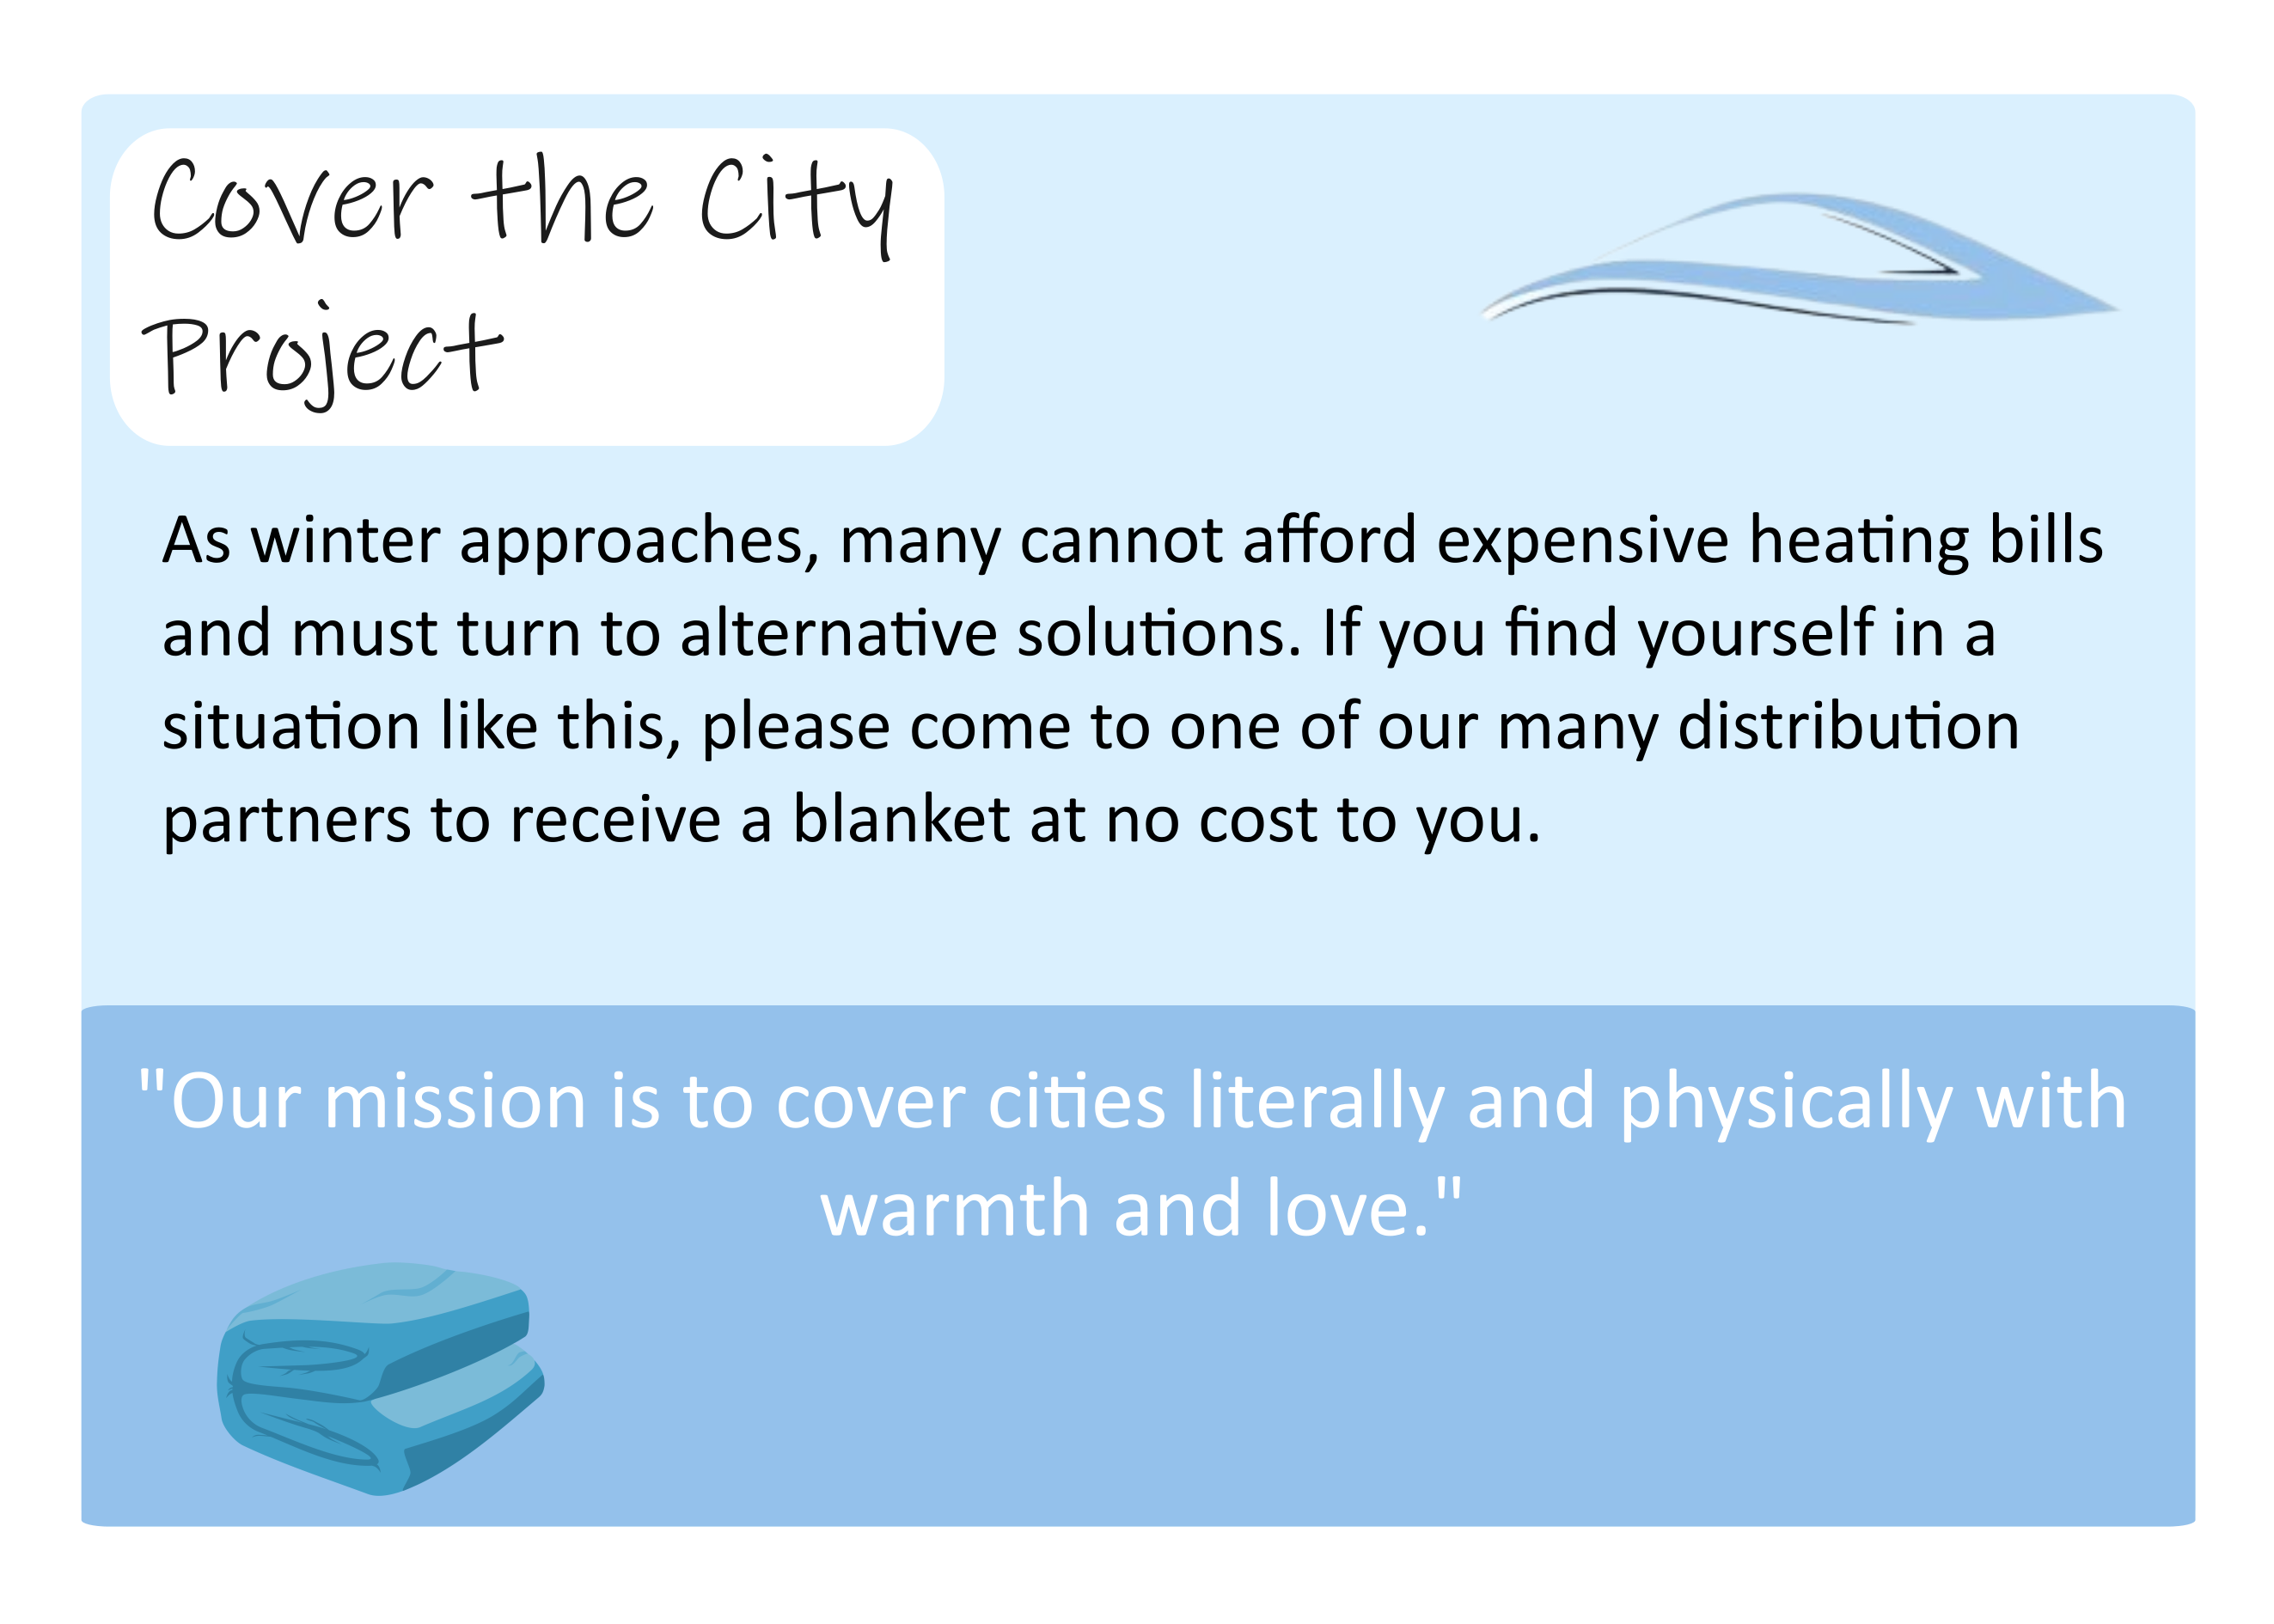 Cover the City
Project
As winter approaches, many cannot afford expensive heating bills
and must turn to alternative solutions. If you find yourself in a
situation like this, please come to one of our many distribution
partners to receive a blanket at no cost to you.
"Our mission is to cover cities literally and physically with
warmth and love."